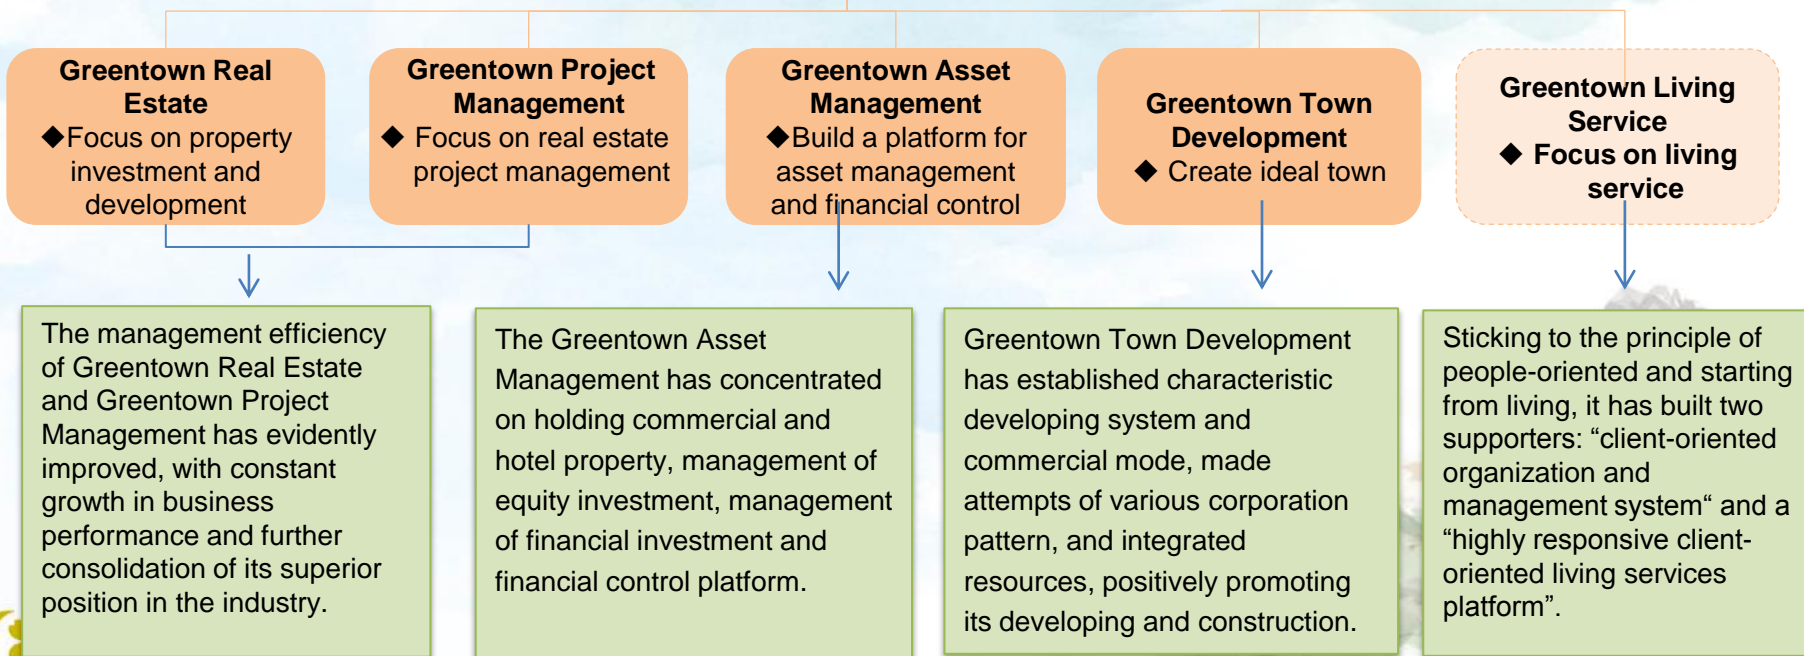 Greentown Real
Estate
◆Focus on property
investment and
development
Greentown Project
Management
◆ Focus on real estate
project management
Greentown Asset
Management
◆Build a platform for
asset management
and financial control
Greentown Town
Development
◆ Create ideal town
Greentown Living
Service
◆ Focus on living
service
The management efficiency
of Greentown Real Estate
and Greentown Project
Management has evidently
improved, with constant
growth in business
performance and further
consolidation of its superior
position in the industry.
The Greentown Asset
Management has concentrated
on holding commercial and
hotel property, management of
equity investment, management
of financial investment and
financial control platform.
Greentown Town Development
has established characteristic
developing system and
commercial mode, made
attempts of various corporation
pattern, and integrated
resources, positively promoting
its developing and construction.
Sticking to the principle of
people-oriented and starting
from living, it has built two
supporters: “client-oriented
organization and
management system“ and a
“highly responsive client-
oriented living services
platform”.